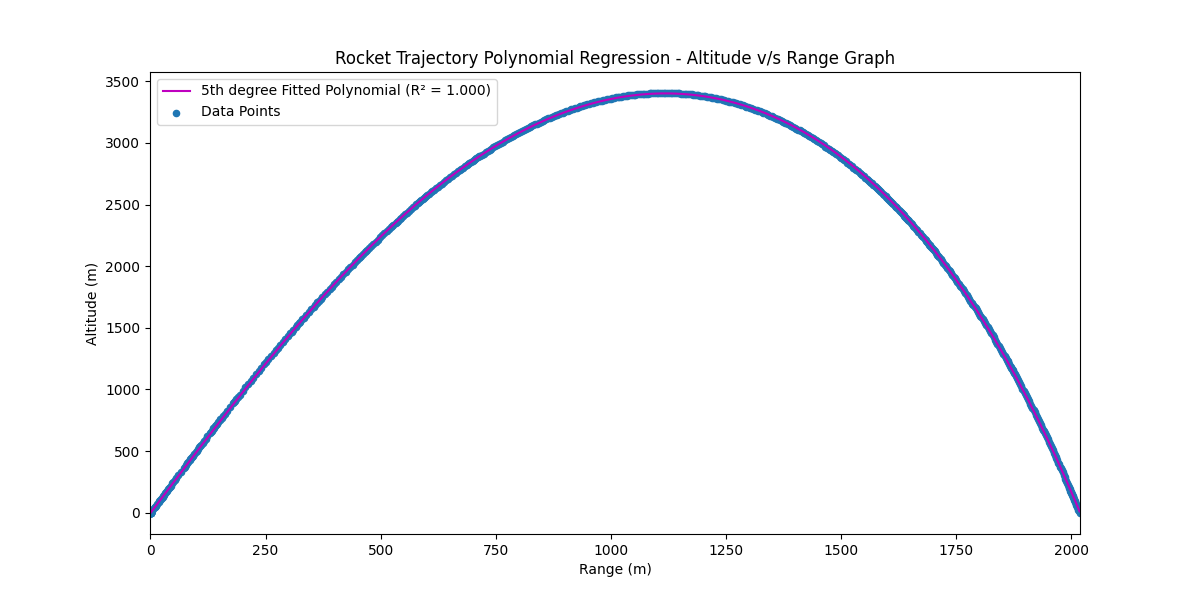 Rocket Trajectory Polynomial Regression - Altitude v/s Range Graph
5th degree Fitted Polynomial (R² = 1.000)
Data Points
3500
3000
2500
2000
1500
1000
500
0
Altitude (m)
0 250 500 750 1000 1250 1500 1750 2000
Range (m)